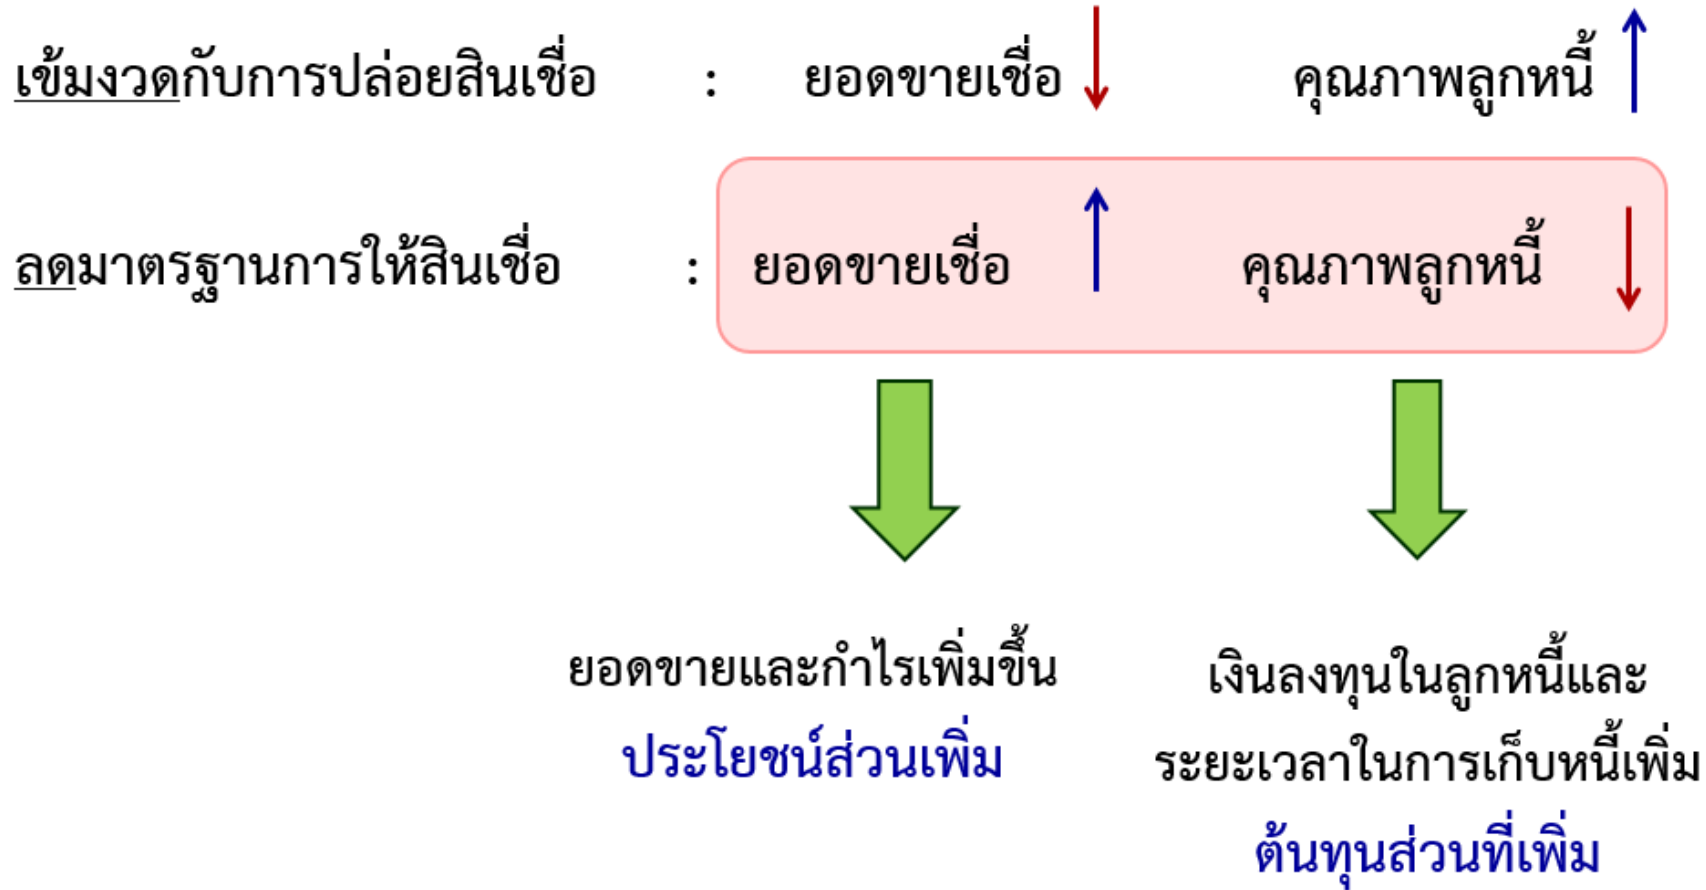 เข้มงวดกับการปล่อยสินเชื่อ : ยอดขายเชื่อ คุณภาพลูกหนี้
ลดมาตรฐานการให้สินเชื่อ : ยอดขายเชื่อ คุณภาพลูกหนี้
ยอดขายและกำไรเพิ่มขึ้น
ประโยชน์ส่วนเพิ่ม
เงินลงทุนในลูกหนี้และ
ระยะเวลาในการเก็บหนี้เพิ่ม
ต้นทุนส่วนที่เพิ่ม